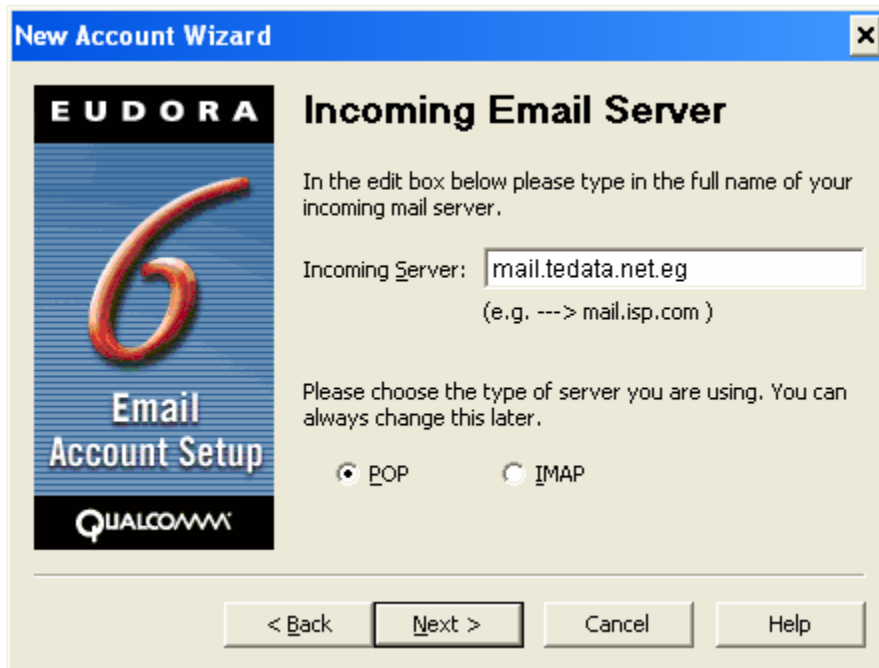 New Account Wizard
EUDORA
6
Email
Account Setup
QUALCOMM
Incoming Email Server
In the edit box below please type in the full name of your
incoming mail server.
Incoming Server: mail.tedata.net.eg
(e.g. ---> mail.isp.com )
Please choose the type of server you are using. You can
always change this later.
POP IMAP
< Back Next > Cancel Help